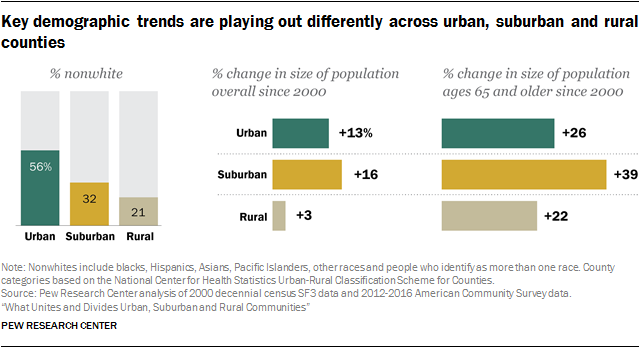 Key demographic trends are playing out differently across urban, suburban and rural
counties
% nonwhite
56%
32
21
Urban Suburban Rural
% change in size of population
overall since 2000
Urban +13%
Suburban +16
Rural +3
% change in size of population
ages 65 and older since 2000
+26
+39
+22
Note: Nonwhites include blacks, Hispanics, Asians, Pacific Islanders, other races and people who identify as more than one race. County
categories based on the National Center for Health Statistics Urban-Rural Classification Scheme for Counties.
Source: Pew Research Center analysis of 2000 decennial census SF3 data and 2012-2016 American Community Survey data.
“What Unites and Divides Urban, Suburban and Rural Communities”
PEW RESEARCH CENTER